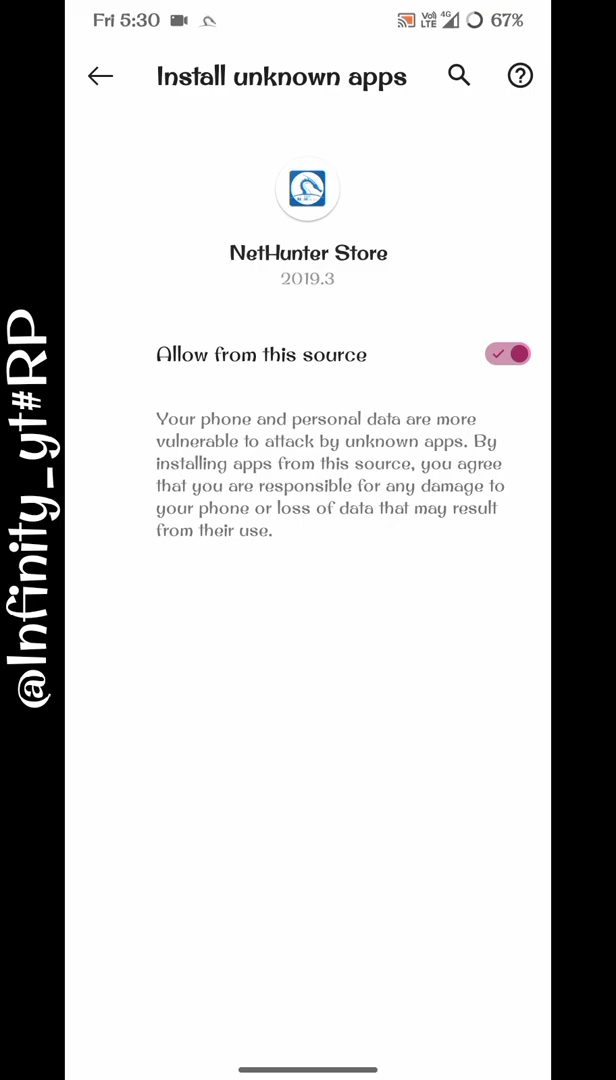 Fri 5:30
Vo) LTE 4G 67%
Install unknown apps
NetHunter Store
2019.3
Allow from this source
Your phone and personal data are more
vulnerable to attack by unknown apps. By
installing apps from this source, you agree
that you are responsible for any damage to
your phone or loss of data that may result
from their use.
@Infinity_yt#RP